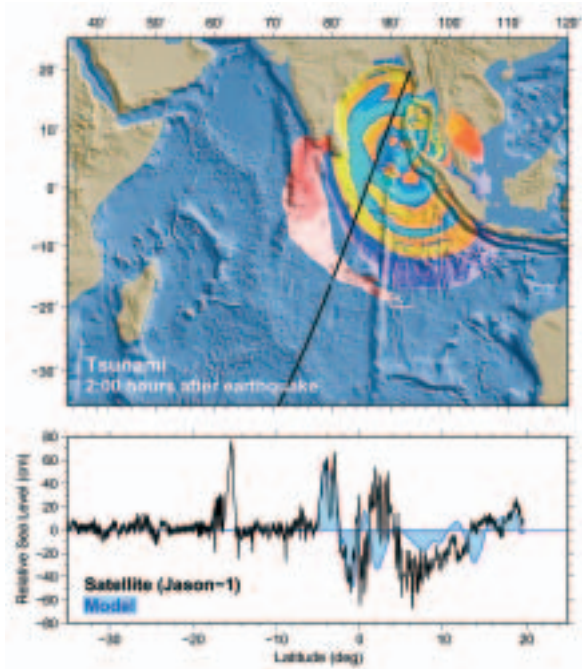 40° 50° 60° 70° 80° 90° 100° 110° 120°
20°
10°
0°
−10°
−20°
−30°
Tsunami
2:00 hours after earthquake
80
60
40
20
0
−20
−40
−60
−80
Relative Sea Level (cm)
Satellite (Jason−1)
Model
−30 −20 −10 0 10 20
Latitude (deg)